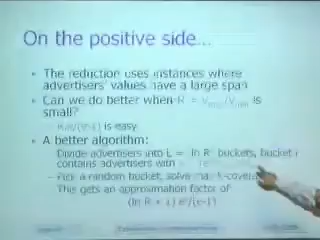 On the positive side...
The reduction uses instances where
advertisers' values have a large span
Can we do better when R = is
small?
is easy
A better algorithm:
Divide advertisers into L = ln R buckets, bucket i
contains advertisers with
Pick a random bucket, solve
This gets an approximation factor of
(ln R + 1) e/(e-1)